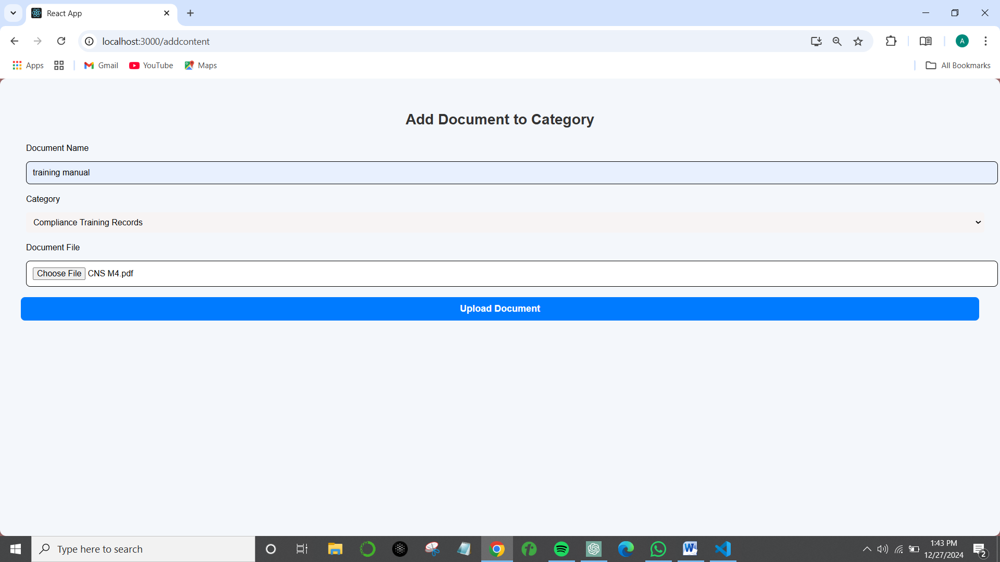 React App
localhost:3000/addcontent
A
Apps
Gmail
YouTube
Maps
All Bookmarks
Add Document to Category
Document Name
training manual
Category
Compliance Training Records
Document File
Choose File CNS M4.pdf
Upload Document
Type here to search
1:43 PM
12/27/2024
2